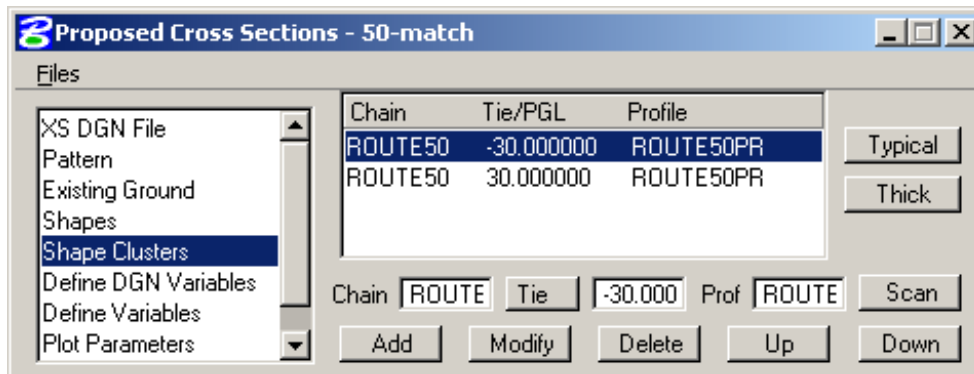 Proposed Cross Sections - 50-match
Files
XS DGN File
Pattern
Existing Ground
Shapes
Shape Clusters
Define DGN Variables
Define Variables
Plot Parameters
Chain Tie/PGL Profile
ROUTE50 -30.000000 ROUTE50PR
ROUTE50 30.000000 ROUTE50PR
Typical
Thick
Chain ROUTE Tie -30.000 Prof ROUTE Scan
Add Modify Delete Up Down